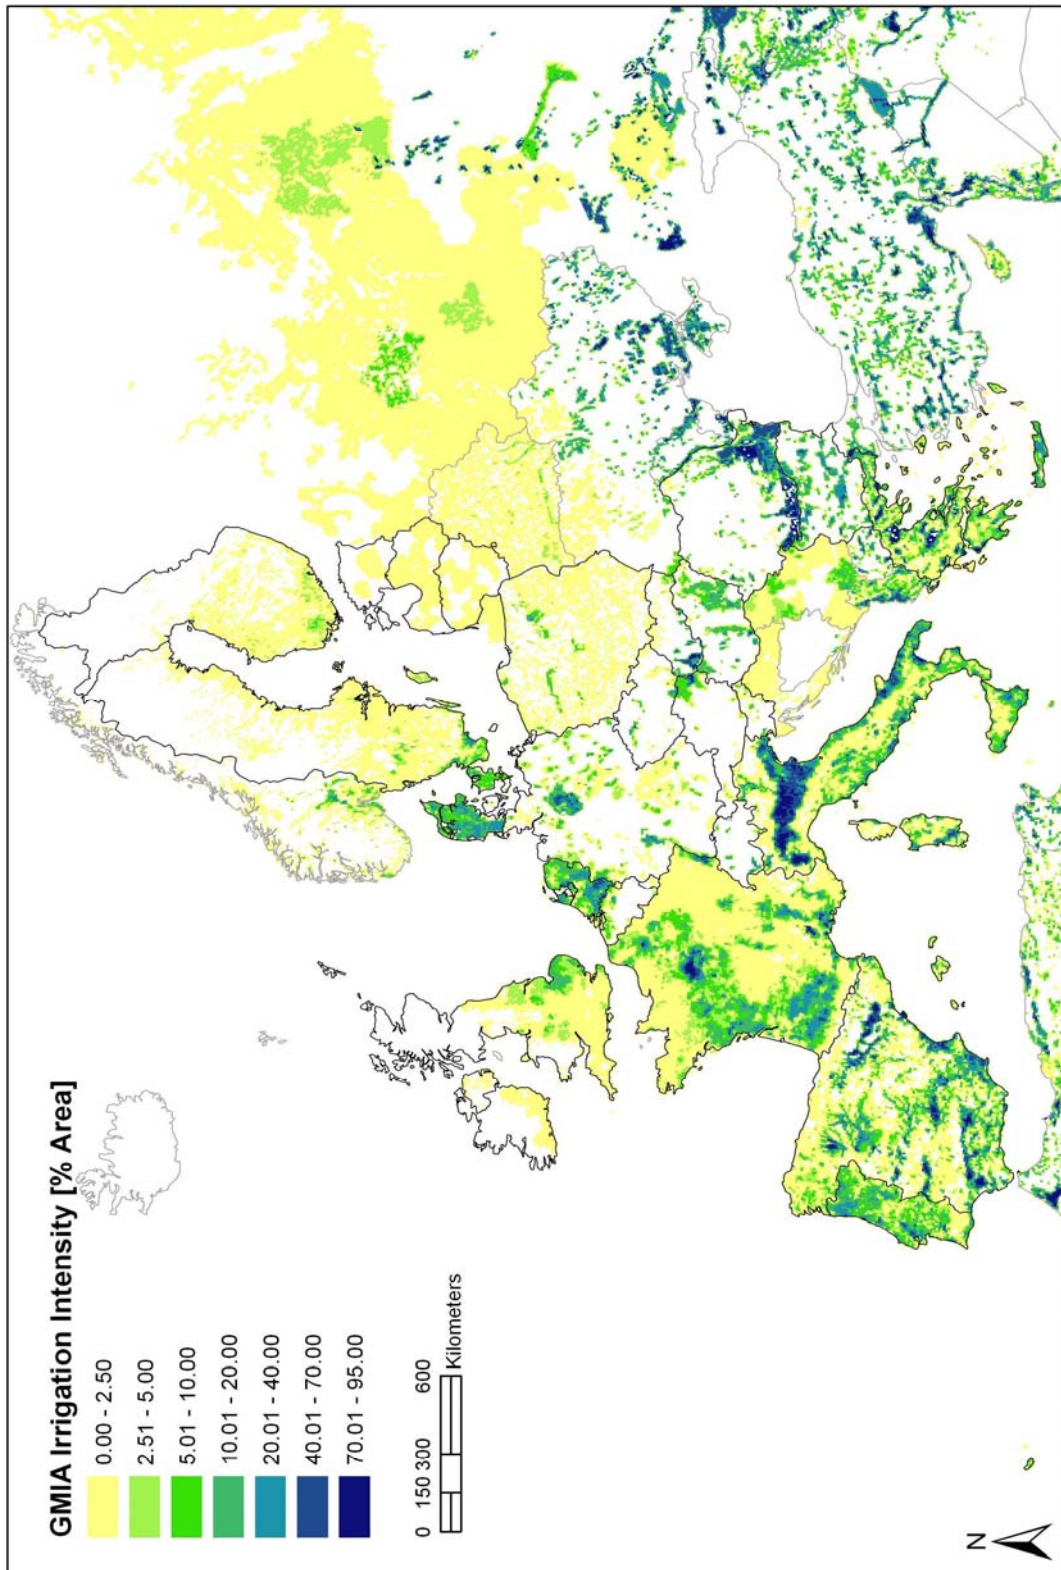 GMIA Irrigation Intensity [% Area]
0.00 - 2.50
2.51 - 5.00
5.01 - 10.00
10.01 - 20.00
20.01 - 40.00
40.01 - 70.00
70.01 - 95.00
0 150 300 600
Kilometers
N